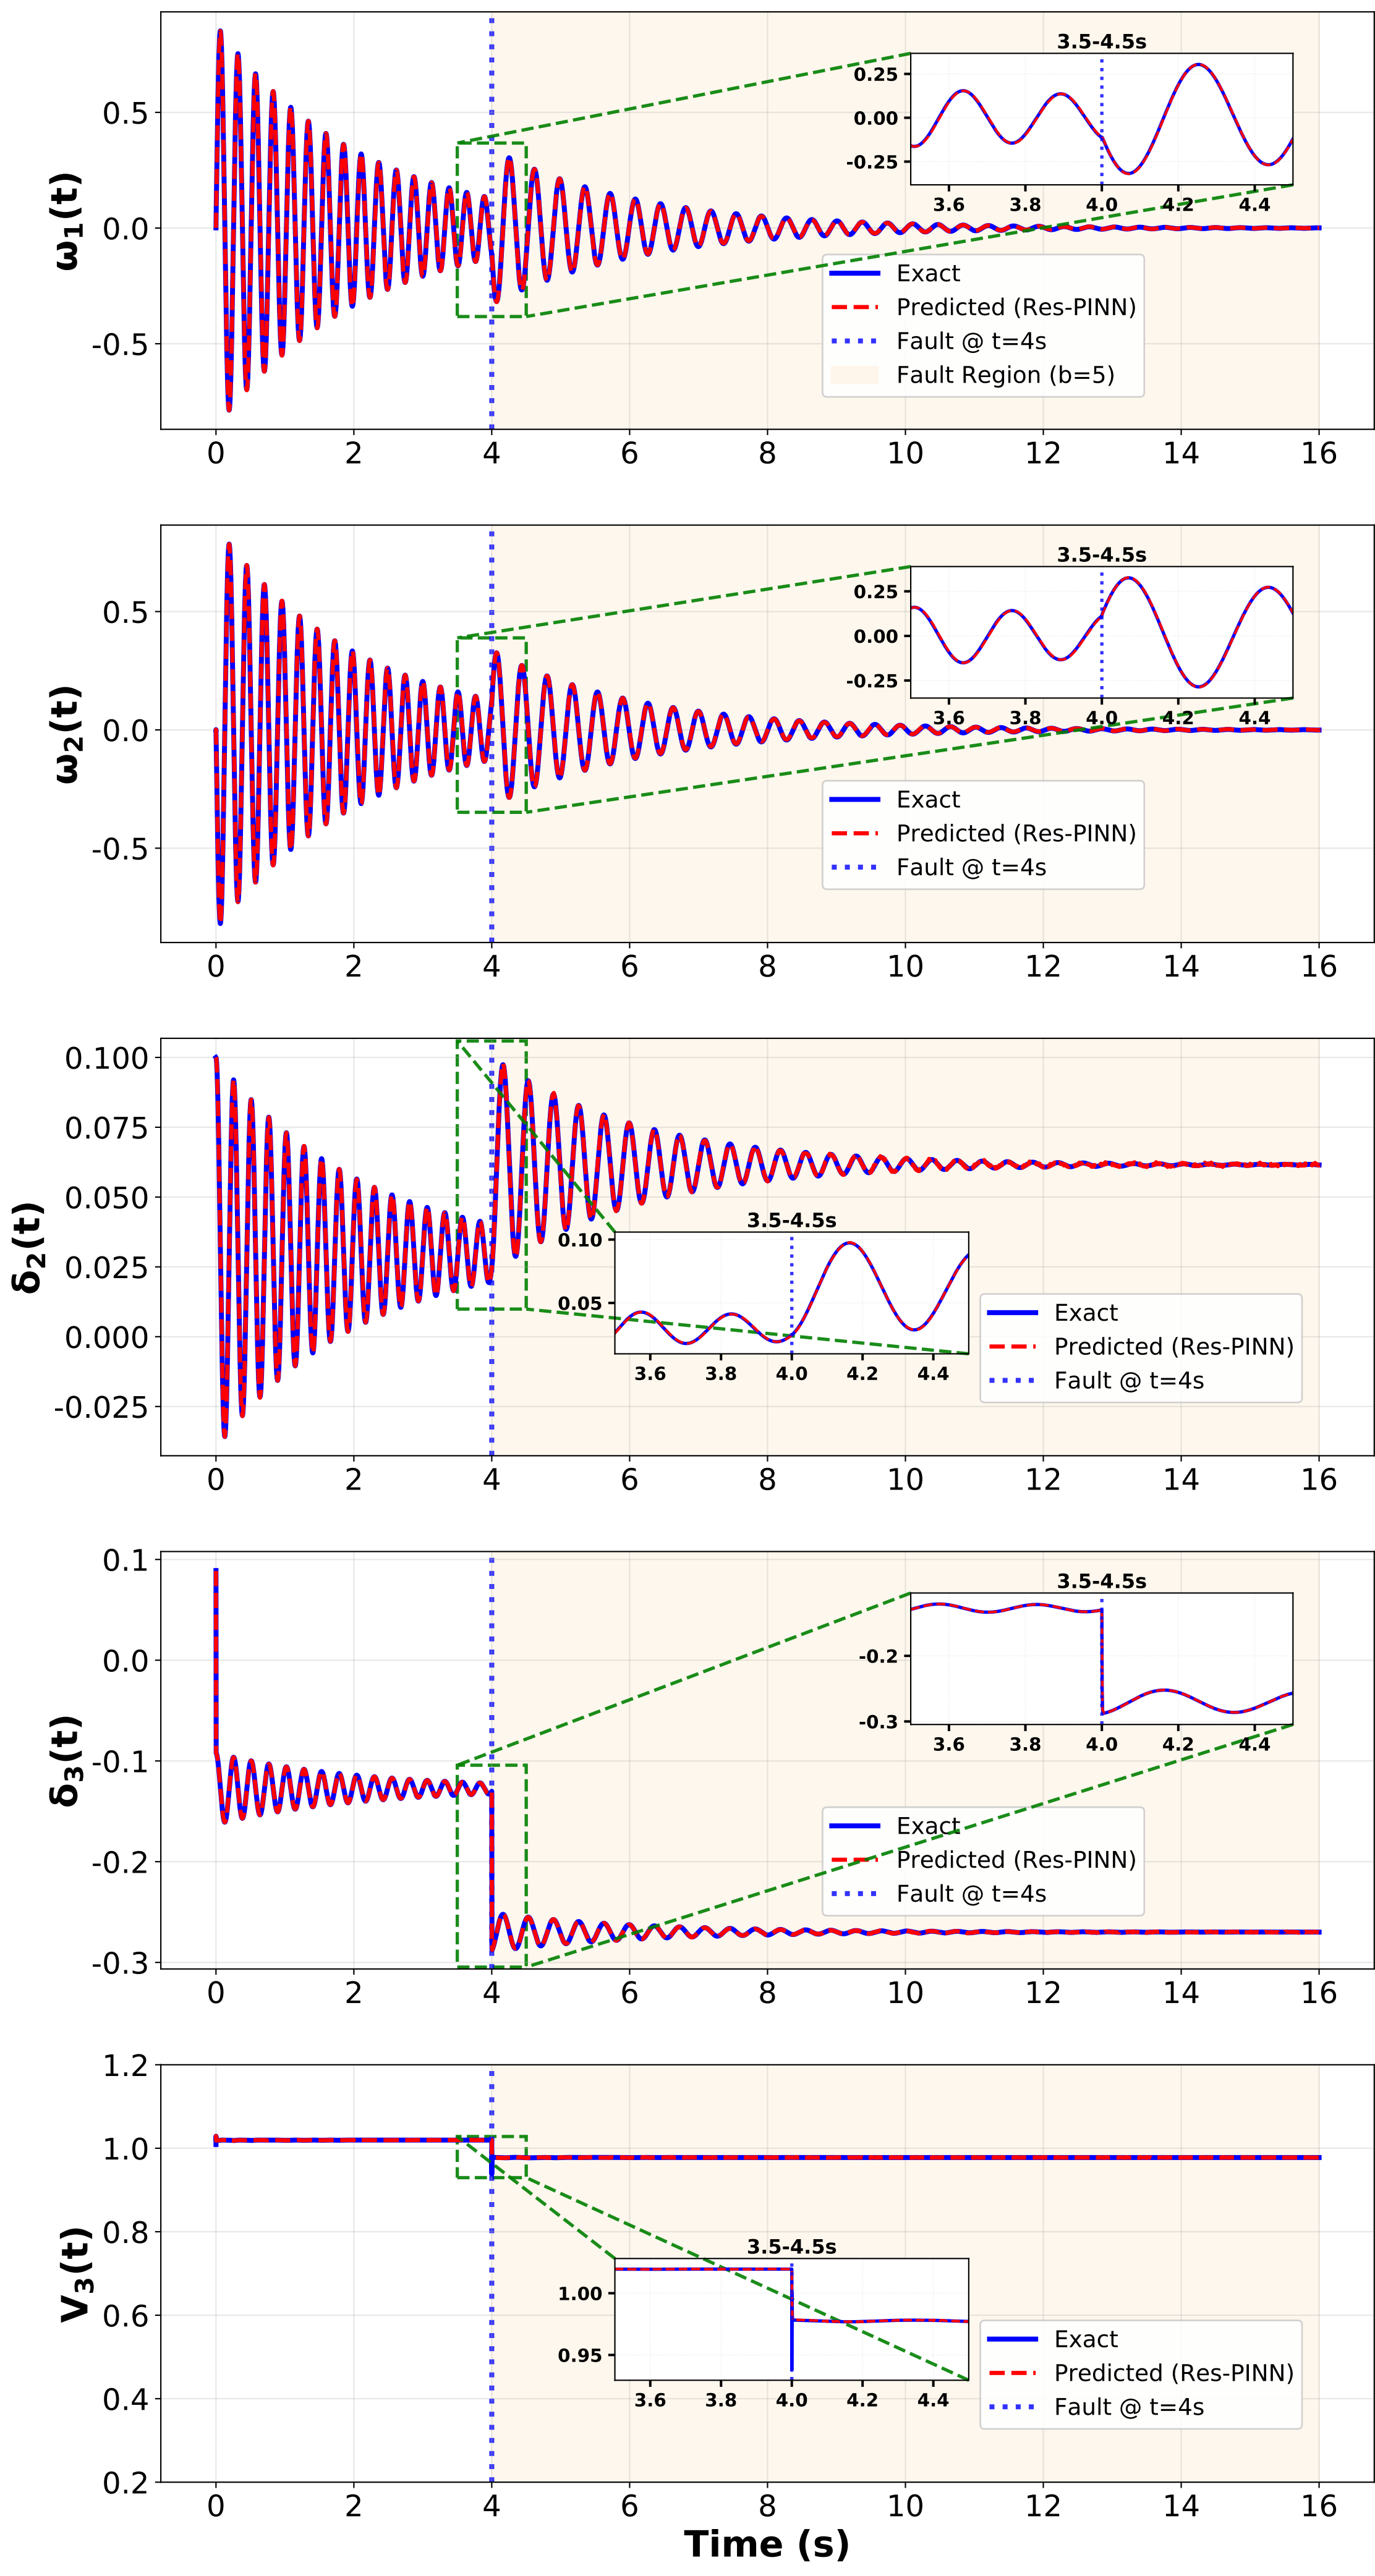 ω1(t)
0.5
0.0
-0.5
3.5-4.5s
0.25
0.00
-0.25
3.6 3.8 4.0 4.2 4.4
Exact
Predicted (Res-PINN)
Fault @ t=4s
Fault Region (b=5)
0 2 4 6 8 10 12 14 16
ω2(t)
0.5
0.0
-0.5
3.5-4.5s
0.25
0.00
-0.25
3.6 3.8 4.0 4.2 4.4
Exact
Predicted (Res-PINN)
Fault @ t=4s
0 2 4 6 8 10 12 14 16
δ2(t)
0.100
0.075
0.050
0.025
0.000
-0.025
3.5-4.5s
0.10
0.05
3.6 3.8 4.0 4.2 4.4
Exact
Predicted (Res-PINN)
Fault @ t=4s
0 2 4 6 8 10 12 14 16
δ3(t)
0.1
0.0
-0.1
-0.2
-0.3
3.5-4.5s
-0.2
-0.3
3.6 3.8 4.0 4.2 4.4
Exact
Predicted (Res-PINN)
Fault @ t=4s
0 2 4 6 8 10 12 14 16
V3(t)
1.2
1.0
0.8
0.6
0.4
0.2
3.5-4.5s
1.00
0.95
3.6 3.8 4.0 4.2 4.4
Exact
Predicted (Res-PINN)
Fault @ t=4s
0 2 4 6 8 10 12 14 16
Time (s)